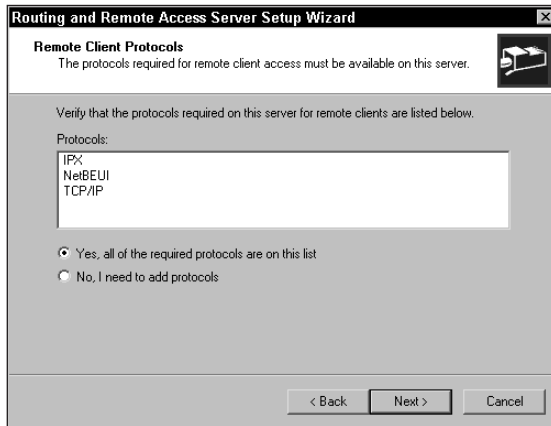 Routing and Remote Access Server Setup Wizard
Remote Client Protocols
The protocols required for remote client access must be available on this server.
Verify that the protocols required on this server for remote clients are listed below.
Protocols:
IPX
NetBEUI
TCP/IP
Yes, all of the required protocols are on this list
No, I need to add protocols
< Back
Next >
Cancel